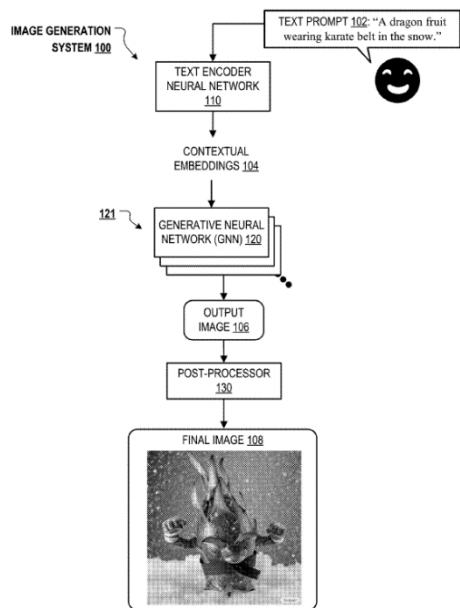 IMAGE GENERATION
SYSTEM 100
TEXT PROMPT 102: “A dragon fruit
wearing karate belt in the snow.”
TEXT ENCODER
NEURAL NETWORK
110
CONTEXTUAL
EMBEDDINGS 104
121
GENERATIVE NEURAL
NETWORK (GNN) 120
OUTPUT
IMAGE 106
POST-PROCESSOR
130
FINAL IMAGE 108